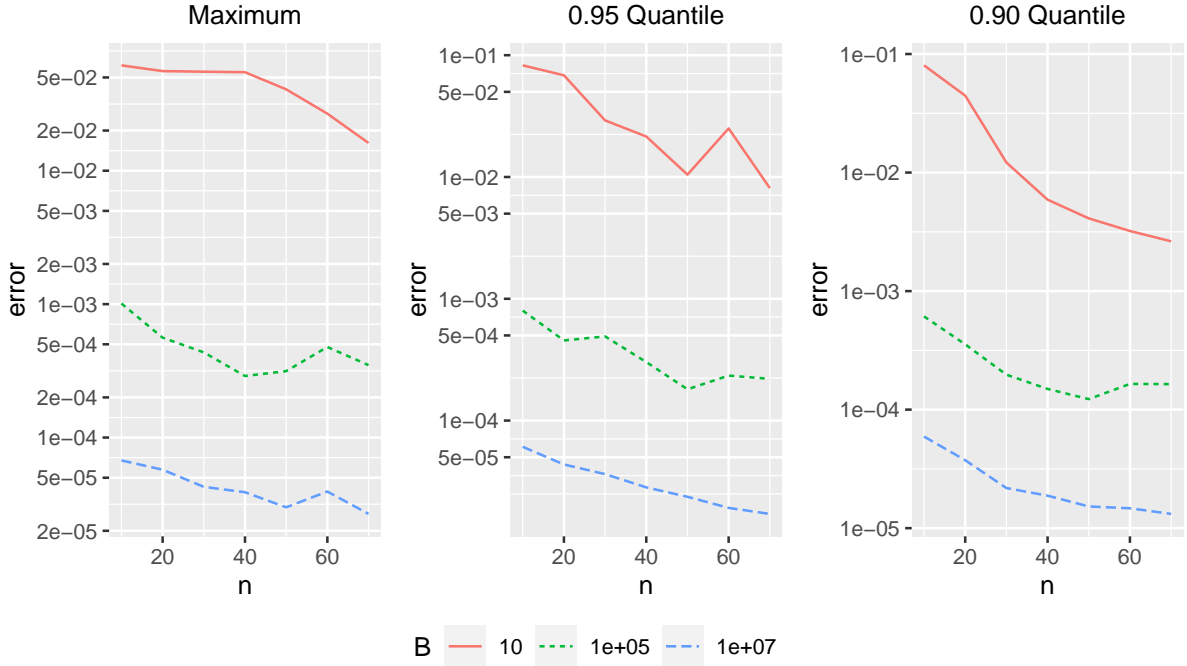 Maximum
0.95 Quantile
0.90 Quantile
5e−02
2e−02
1e−02
5e−03
2e−03
1e−03
5e−04
2e−04
1e−04
5e−05
2e−05
error
20
40
60
n
1e−01
5e−02
1e−02
5e−03
1e−03
5e−04
1e−04
5e−05
error
20
40
60
n
1e−01
1e−02
1e−03
1e−04
1e−05
error
20
40
60
n
B 10 1e+05 1e+07